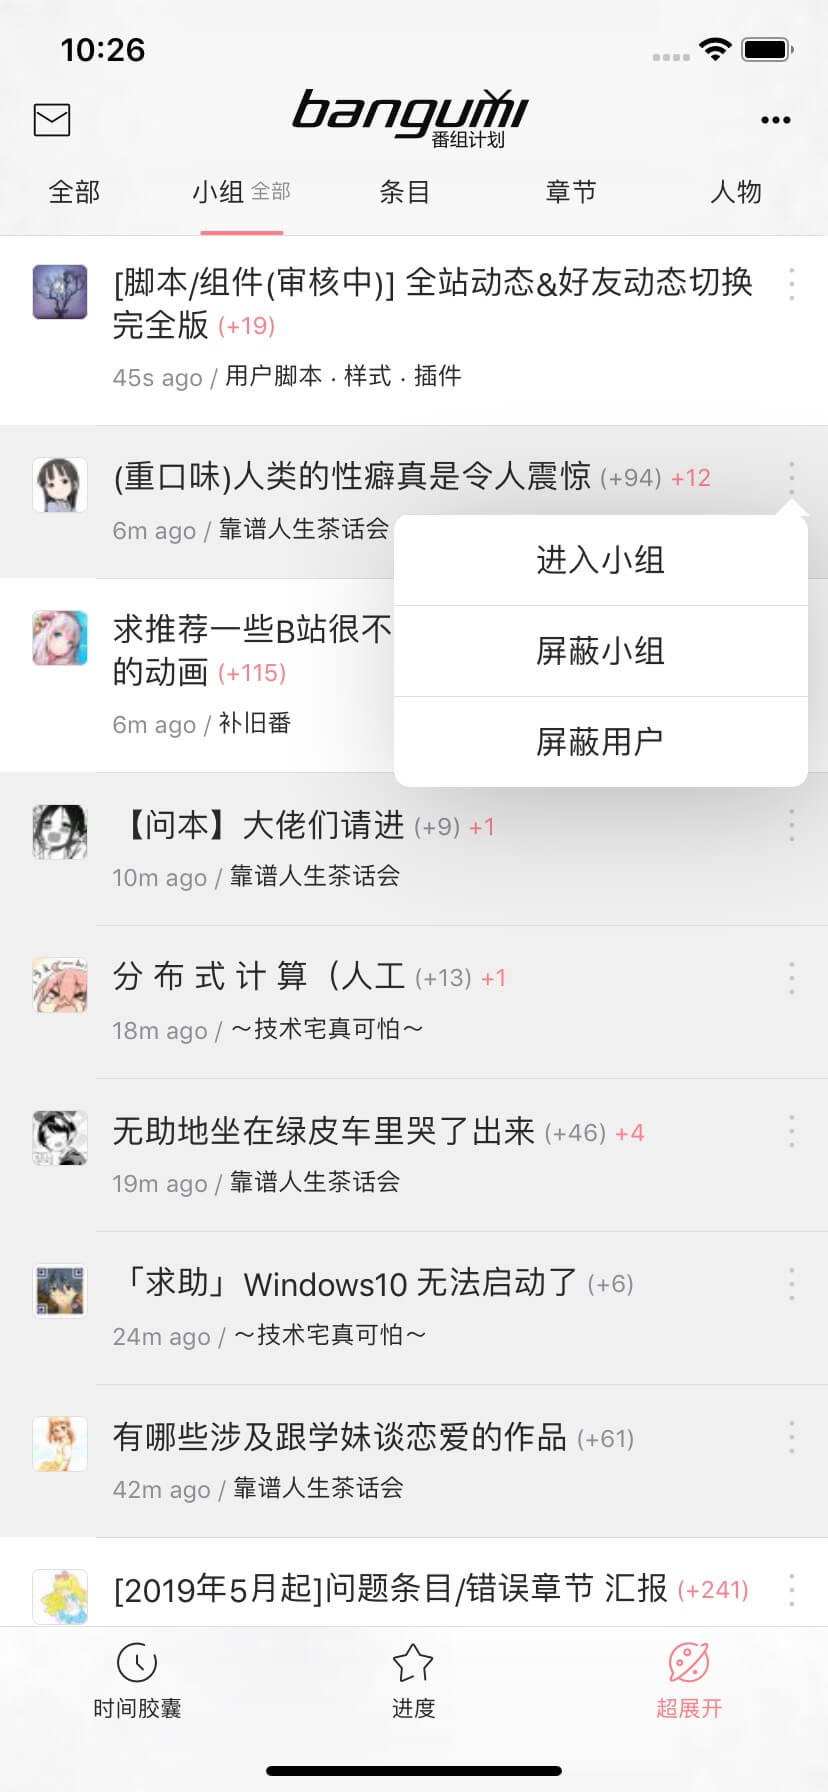 10:26
bangumi
番组计划
全部 小组 全部 条目 章节 人物
[脚本/组件(审核中)] 全站动态&好友动态切换
完全版 (+19)
45s ago / 用户脚本 . 样式 . 插件
(重口味)人类的性癖真是令人震惊 (+94) +12
6m ago / 靠谱人生茶话会
进入小组
屏蔽小组
屏蔽用户
求推荐一些B站很不
的动画 (+115)
6m ago / 补旧番
【问本】大佬们请进 (+9) +1
10m ago / 靠谱人生茶话会
分 布 式 计 算（人工 (+13) +1
18m ago / ～技术宅真可怕～
无助地坐在绿皮车里哭了出来 (+46) +4
19m ago / 靠谱人生茶话会
「求助」Windows10 无法启动了 (+6)
24m ago / ～技术宅真可怕～
有哪些涉及跟学妹谈恋爱的作品 (+61)
42m ago / 靠谱人生茶话会
[2019年5月起]问题条目/错误章节 汇报 (+241)
时间胶囊 进度 超展开